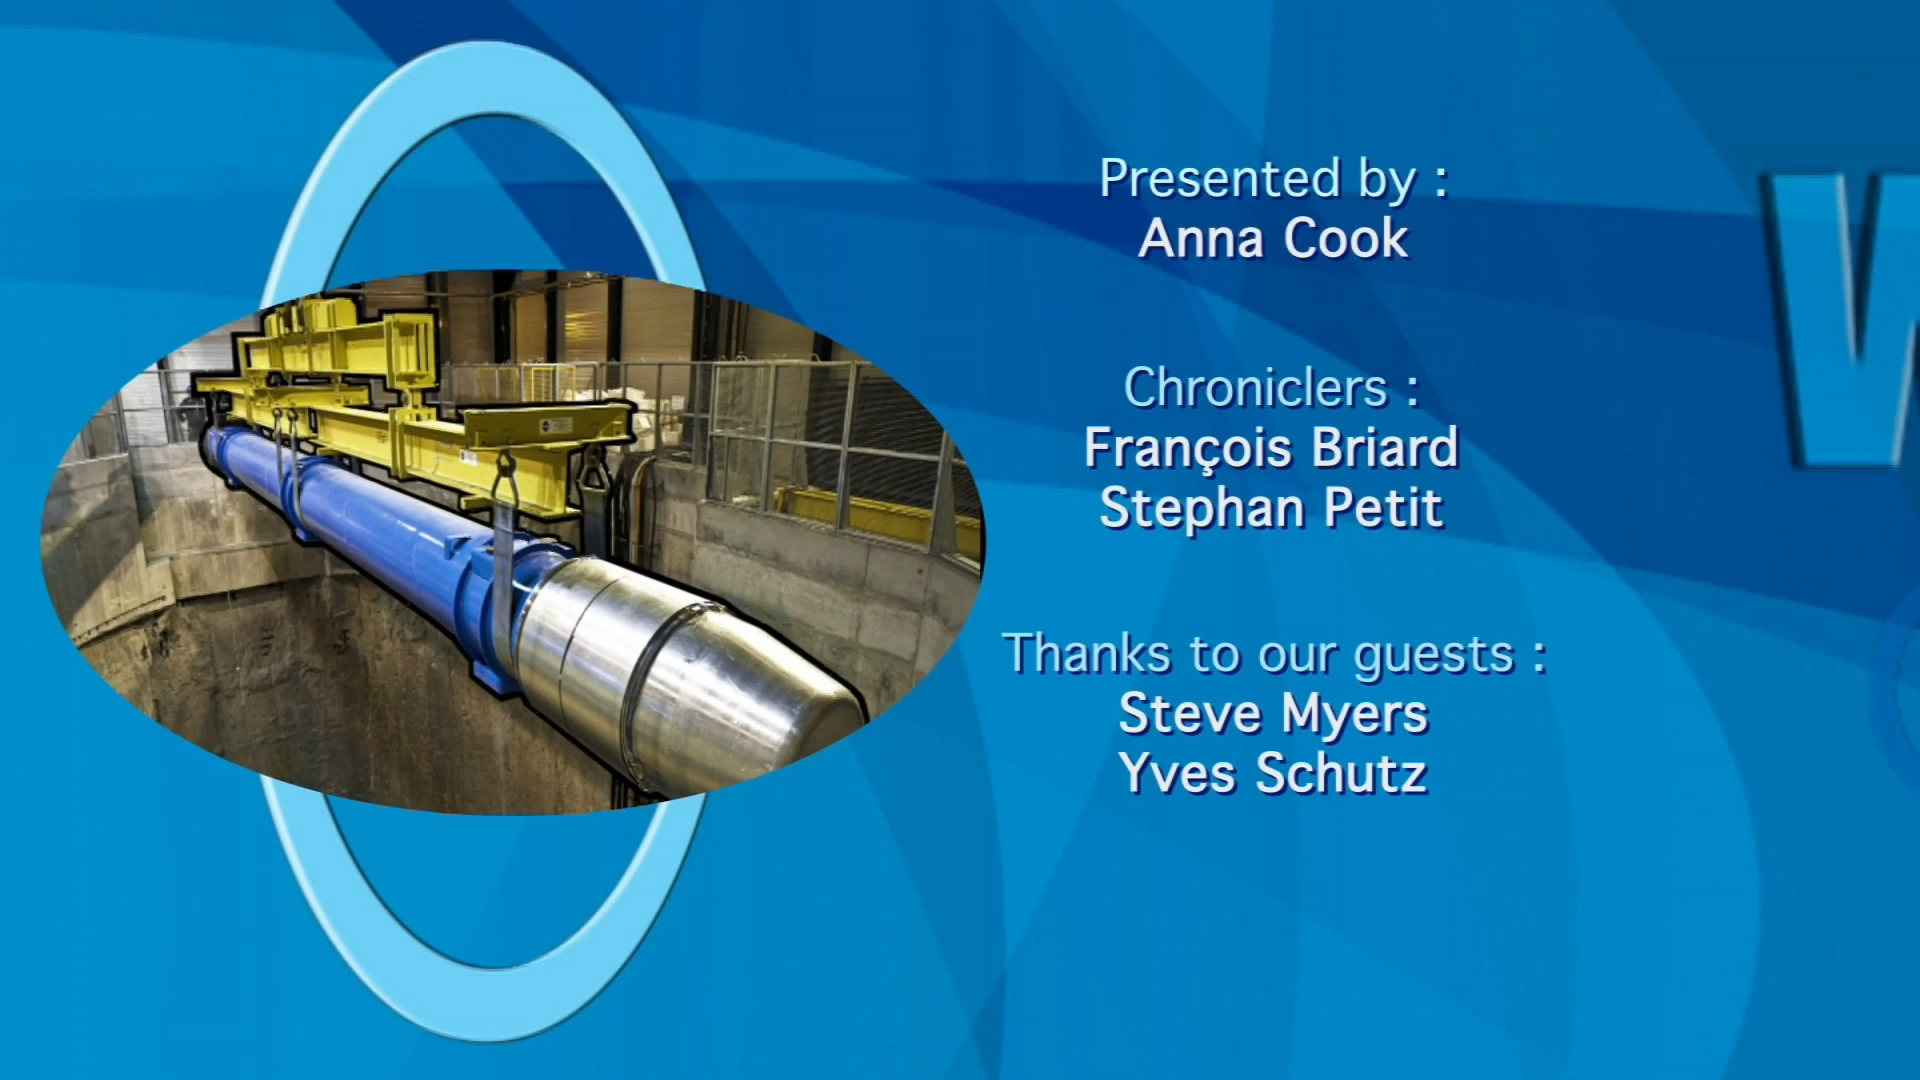 Presented by :
Anna Cook
Chroniclers :
François Briard
Stephan Petit
Thanks to our guests :
Steve Myers
Yves Schutz